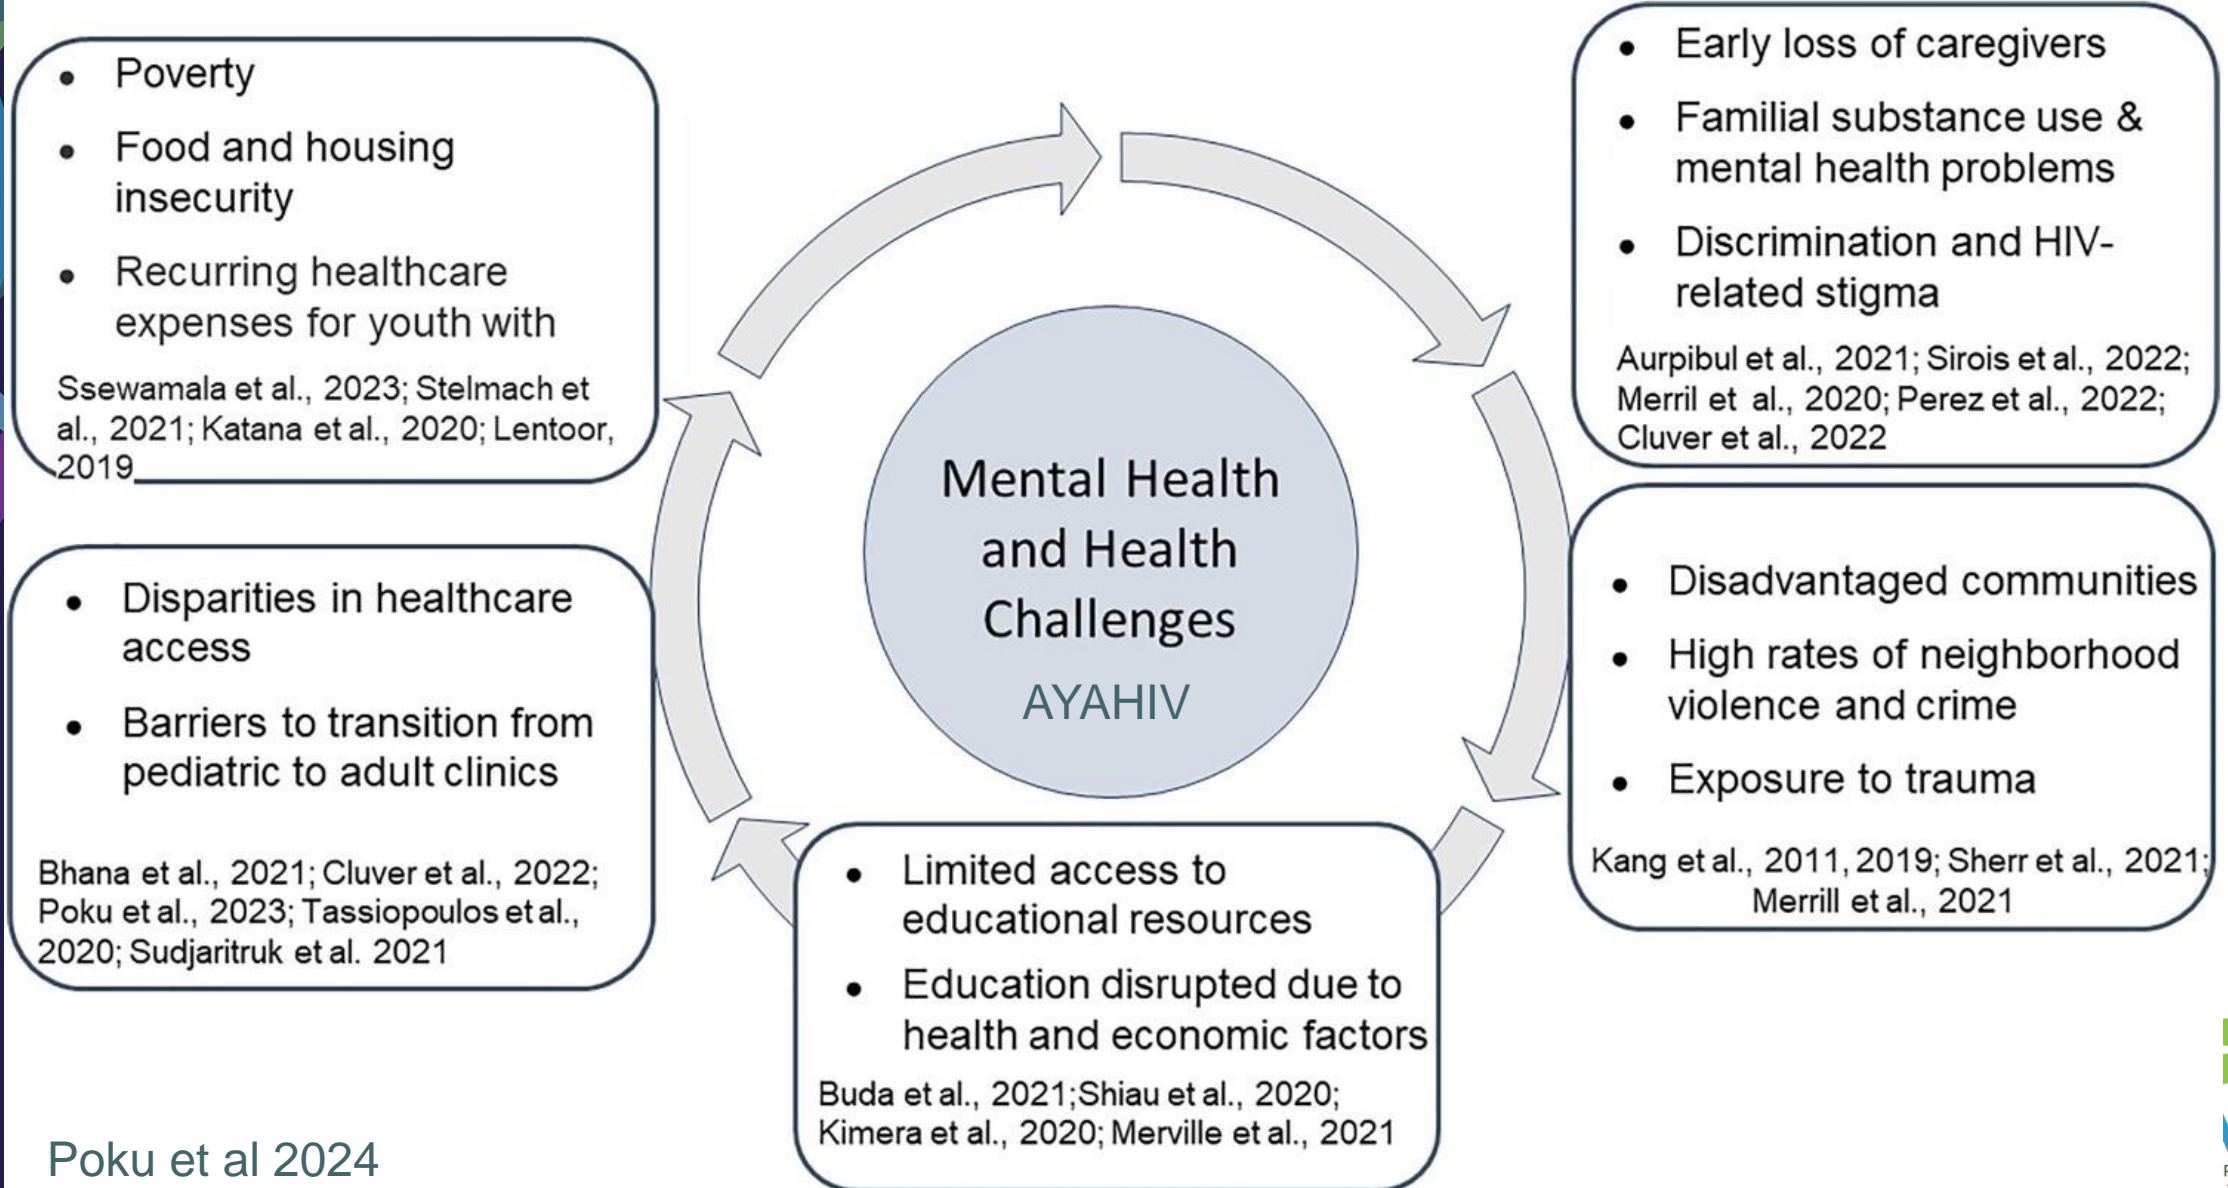 • Poverty
• Food and housing
insecurity
• Recurring healthcare
expenses for youth with
Ssewamala et al., 2023; Stelmach et
al., 2021; Katana et al., 2020; Lentoor,
2019
• Early loss of caregivers
• Familial substance use &
mental health problems
• Discrimination and HIV-
related stigma
Aurpibul et al., 2021; Sirois et al., 2022;
Merril et al., 2020; Perez et al., 2022;
Cluver et al., 2022
Mental Health
and Health
Challenges
AYAHIV
• Disparities in healthcare
access
• Barriers to transition from
pediatric to adult clinics
Bhana et al., 2021; Cluver et al., 2022;
Poku et al., 2023; Tassiopoulos et al.,
2020; Sudjaritruk et al. 2021
• Disadvantaged communities
• High rates of neighborhood
violence and crime
• Exposure to trauma
Kang et al., 2011, 2019; Sherr et al., 2021;
Merrill et al., 2021
• Limited access to
educational resources
• Education disrupted due to
health and economic factors
Buda et al., 2021;Shiau et al., 2020;
Kimera et al., 2020; Merville et al., 2021
Poku et al 2024